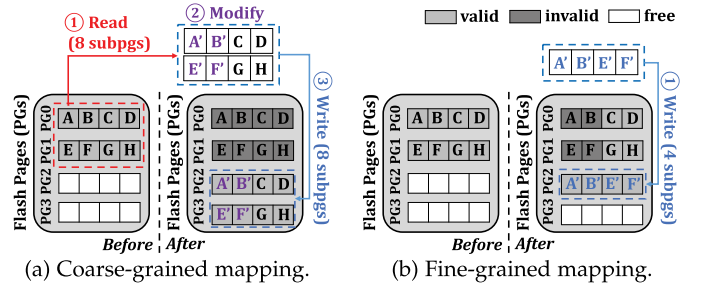 ① Read
(8 subpgs)
② Modify
A' B' C D
E' F' G H
③ Write (8 subpgs)
Flash Pages (PGs)
PG0
A B C D
PG1
E F G H
PG2
PG3
Before
Flash Pages (PGs)
PG0
A B C D
PG1
E F G H
PG2
A' B' C D
PG3
E' F' G H
After
(a) Coarse-grained mapping.
valid
invalid
free
A' B' E' F'
① Write (4 subpgs)
Flash Pages (PGs)
PG0
A B C D
PG1
E F G H
PG2
PG3
Before
Flash Pages (PGs)
PG0
A B C D
PG1
E F G H
PG2
A' B' E' F'
PG3
After
(b) Fine-grained mapping.